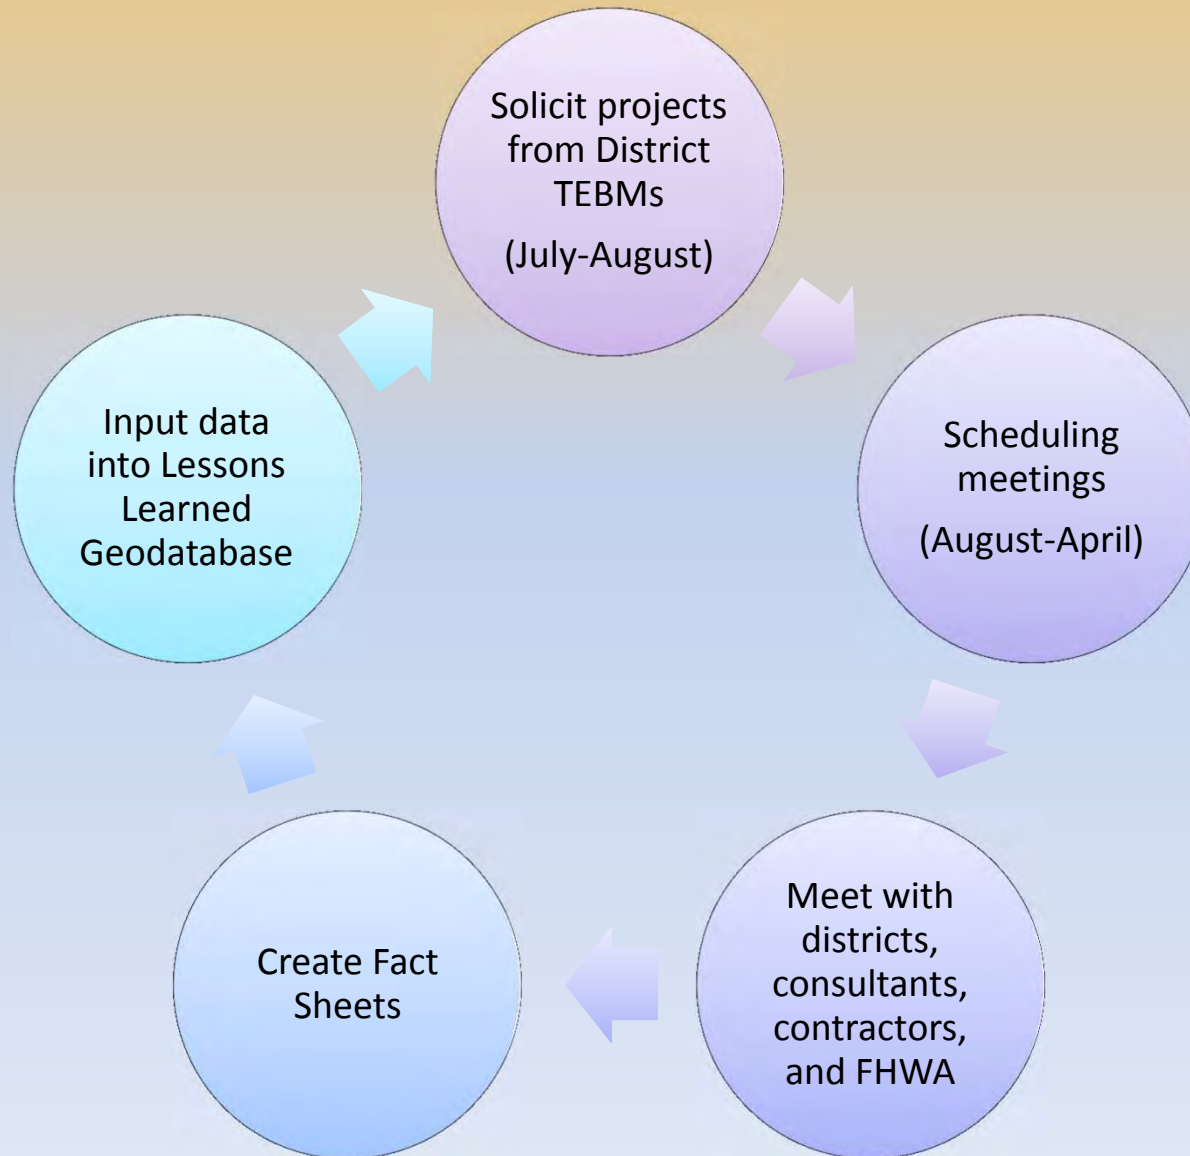 Solicit projects
from District
TEBMs
(July-August)
Scheduling
meetings
(August-April)
Meet with
districts,
consultants,
contractors,
and FHWA
Create Fact
Sheets
Input data
into Lessons
Learned
Geodatabase